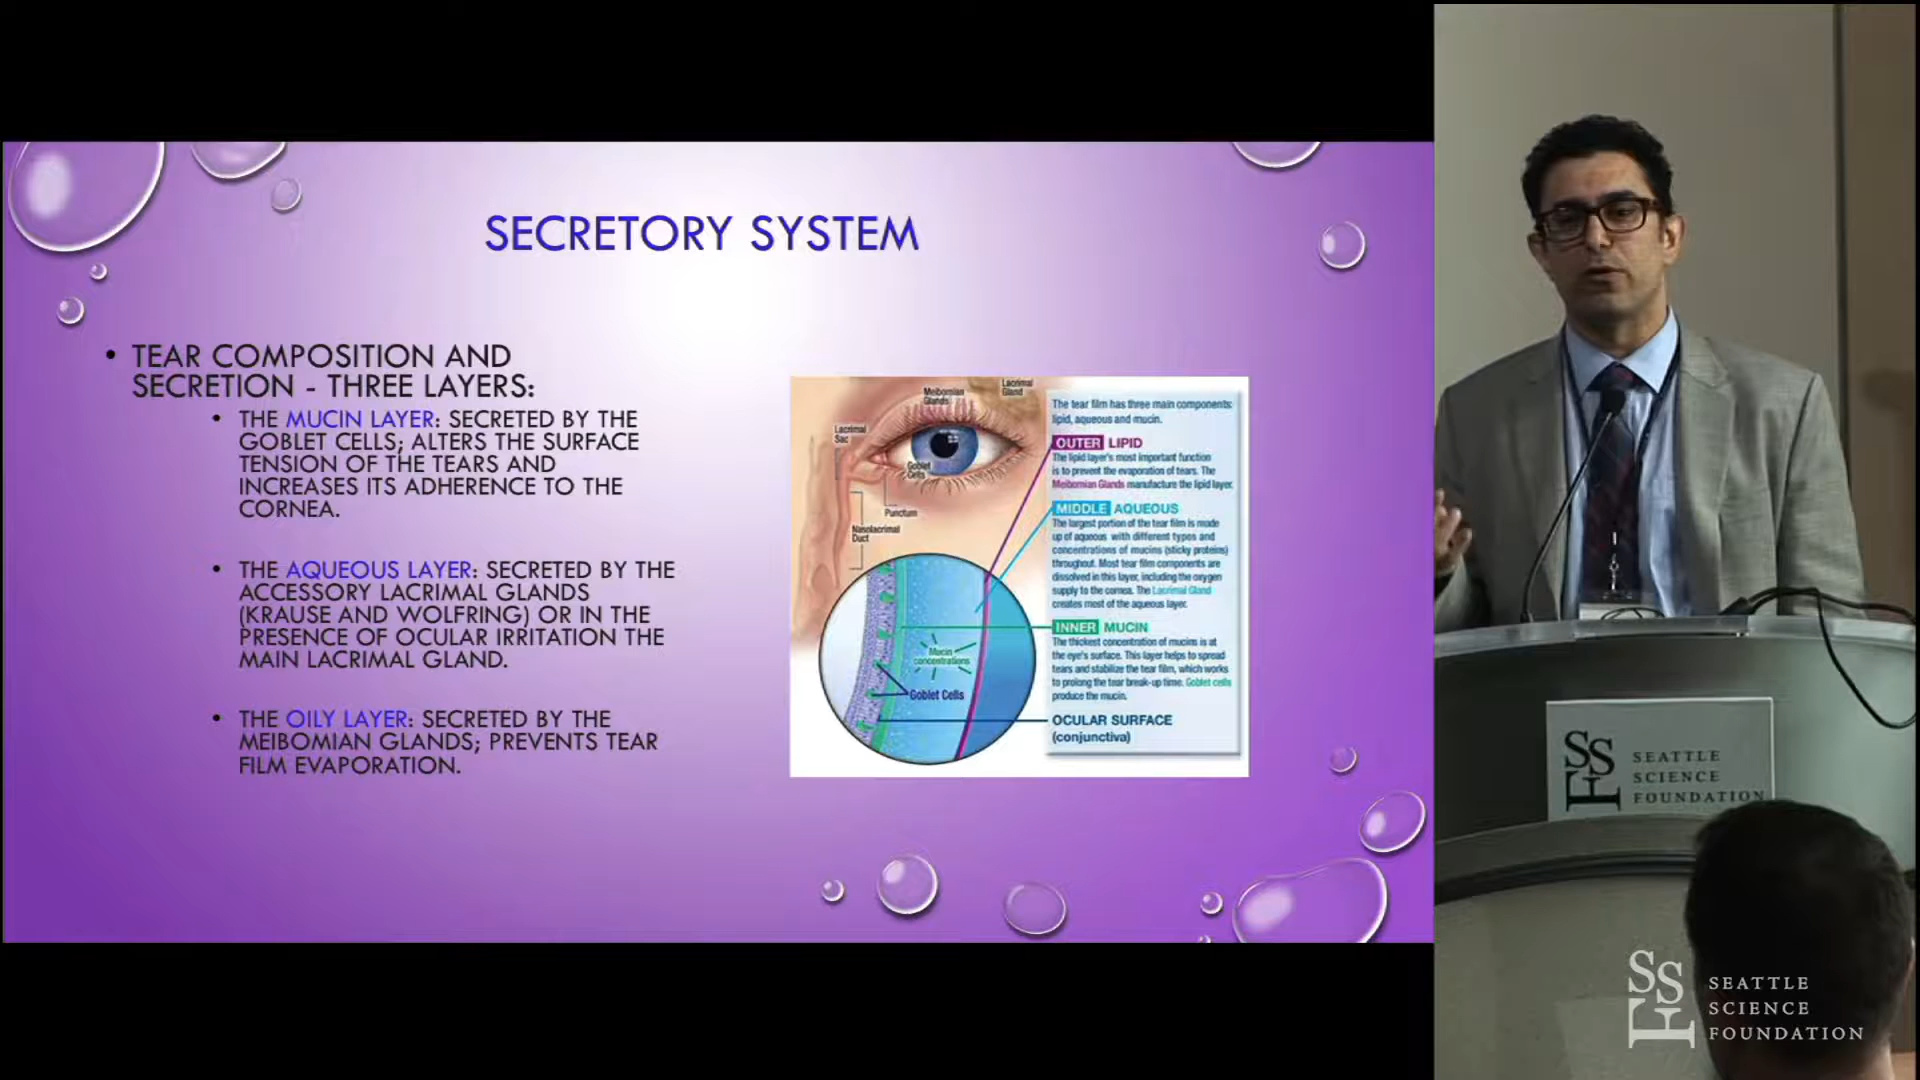 SECRETORY SYSTEM
• TEAR COMPOSITION AND
SECRETION - THREE LAYERS:
• THE MUCIN LAYER: SECRETED BY THE
GOBLET CELLS; ALTERS THE SURFACE
TENSION OF THE TEARS AND
INCREASES ITS ADHERENCE TO THE
CORNEA.
• THE AQUEOUS LAYER: SECRETED BY THE
ACCESSORY LACRIMAL GLANDS
(KRAUSE AND WOLFRING) OR IN THE
PRESENCE OF OCULAR IRRITATION THE
MAIN LACRIMAL GLAND.
• THE OILY LAYER: SECRETED BY THE
MEIBOMIAN GLANDS; PREVENTS TEAR
FILM EVAPORATION.
Meibomian
Glands
Lacrimal
Gland
Lacrimal
Sac
Goblet
Cells
Punctum
Nasolacrimal
Duct
Mucin
concentrations
Goblet Cells
The tear film has three main components:
lipid, aqueous and mucin.
OUTER LIPID
The lipid layer's most important function
is to prevent the evaporation of tears. The
Meibomian Glands manufacture the lipid layer.
MIDDLE AQUEOUS
The largest portion of the tear film is made
up of aqueous with different types and
concentrations of mucins (sticky proteins)
throughout. Most tear film components are
dissolved in this layer, including the oxygen
supply to the cornea. The Lacrimal Gland
creates most of the aqueous layer.
INNER MUCIN
The thickest concentration of mucins is at
the eye's surface. This layer helps to spread
tears and stabilize the tear film, which works
to prolong the tear break-up time. Goblet cells
produce the mucin.
OCULAR SURFACE
(conjunctiva)
SSF
SEATTLE
SCIENCE
FOUNDATION
SSF
SEATTLE
SCIENCE
FOUNDATION